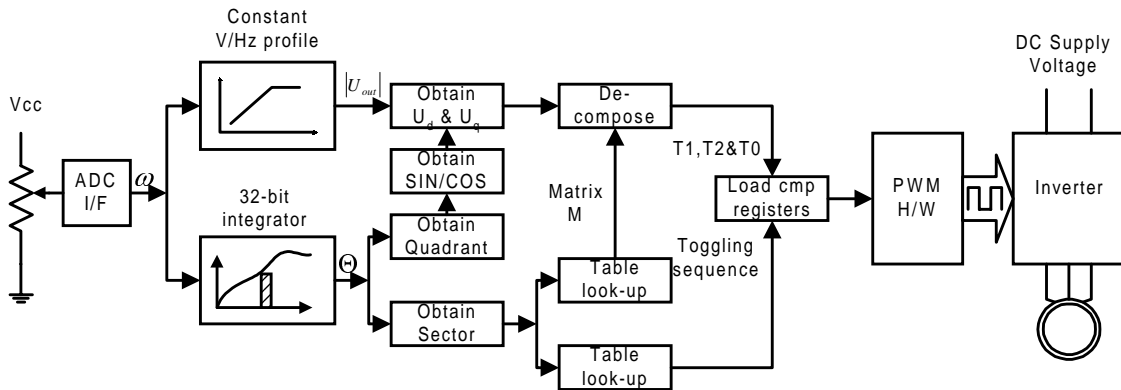 Constant
V/Hz profile
DC Supply
Voltage
Vcc
|U_out|
Obtain
U_d & U_q
De-
compose
ADC
I/F
ω
Obtain
SIN/COS
T1,T2&T0
32-bit
integrator
Matrix
M
Load cmp
registers
PWM
H/W
Inverter
Obtain
Quadrant
Toggling
sequence
Θ
Table
look-up
Obtain
Sector
Table
look-up